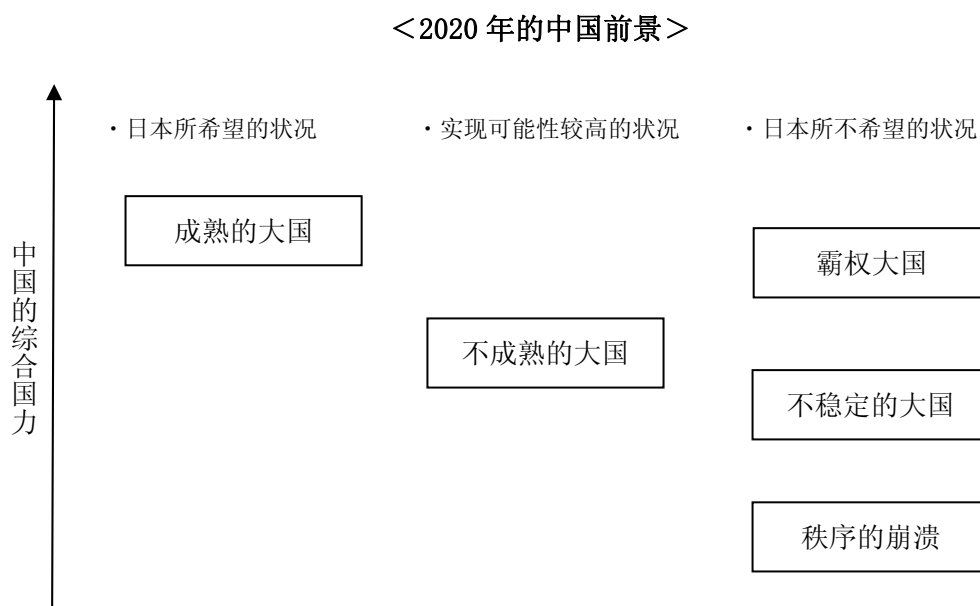 ＜2020 年的中国前景＞
・日本所希望的状况
・实现可能性较高的状况
・日本所不希望的状况
中国的综合国力
成熟的大国
霸权大国
不成熟的大国
不稳定的大国
秩序的崩溃